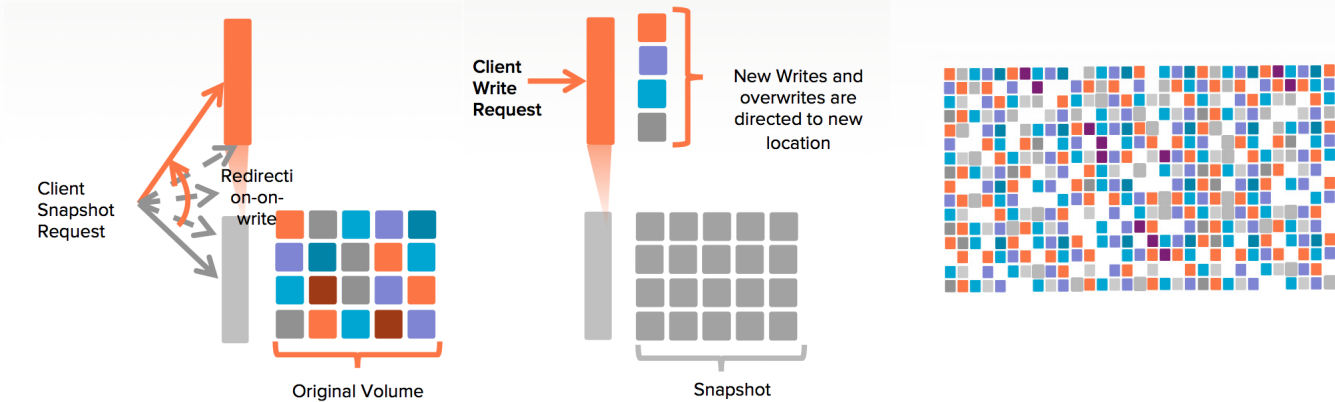 Client
Snapshot
Request
Redirecti
on-on-
write
Original Volume
Client
Write
Request
New Writes and
overwrites are
directed to new
location
Snapshot